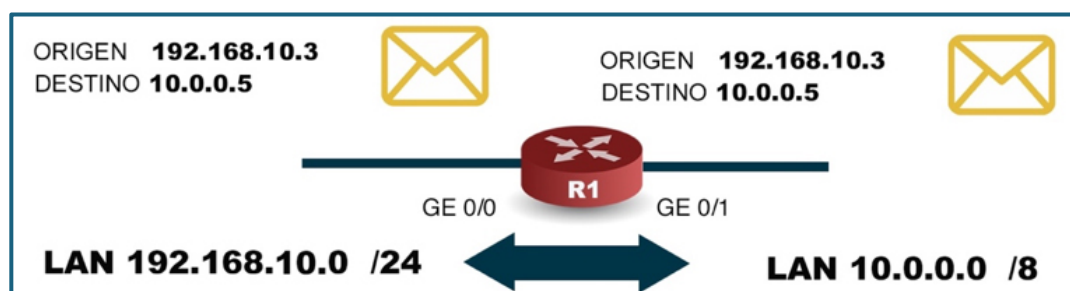 ORIGEN 192.168.10.3
DESTINO 10.0.0.5
ORIGEN 192.168.10.3
DESTINO 10.0.0.5
R1
GE 0/0
GE 0/1
LAN 192.168.10.0 /24
LAN 10.0.0.0 /8